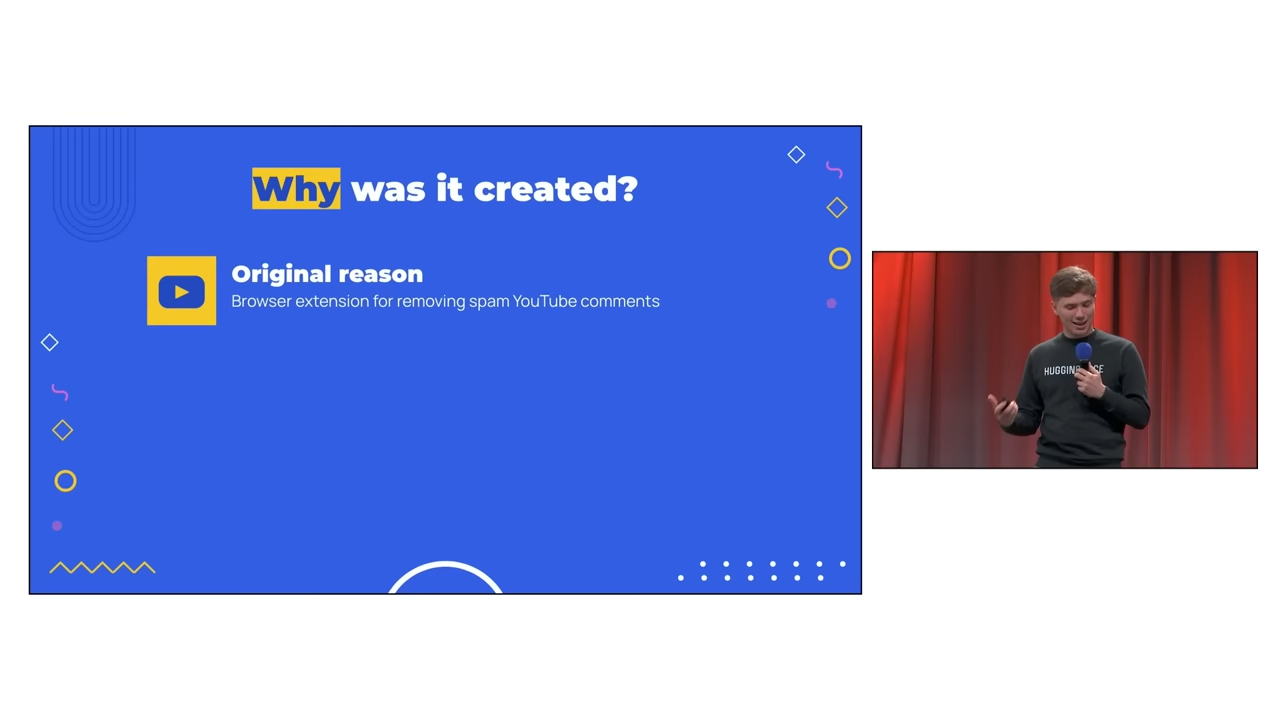 Why was it created?
Original reason
Browser extension for removing spam YouTube comments